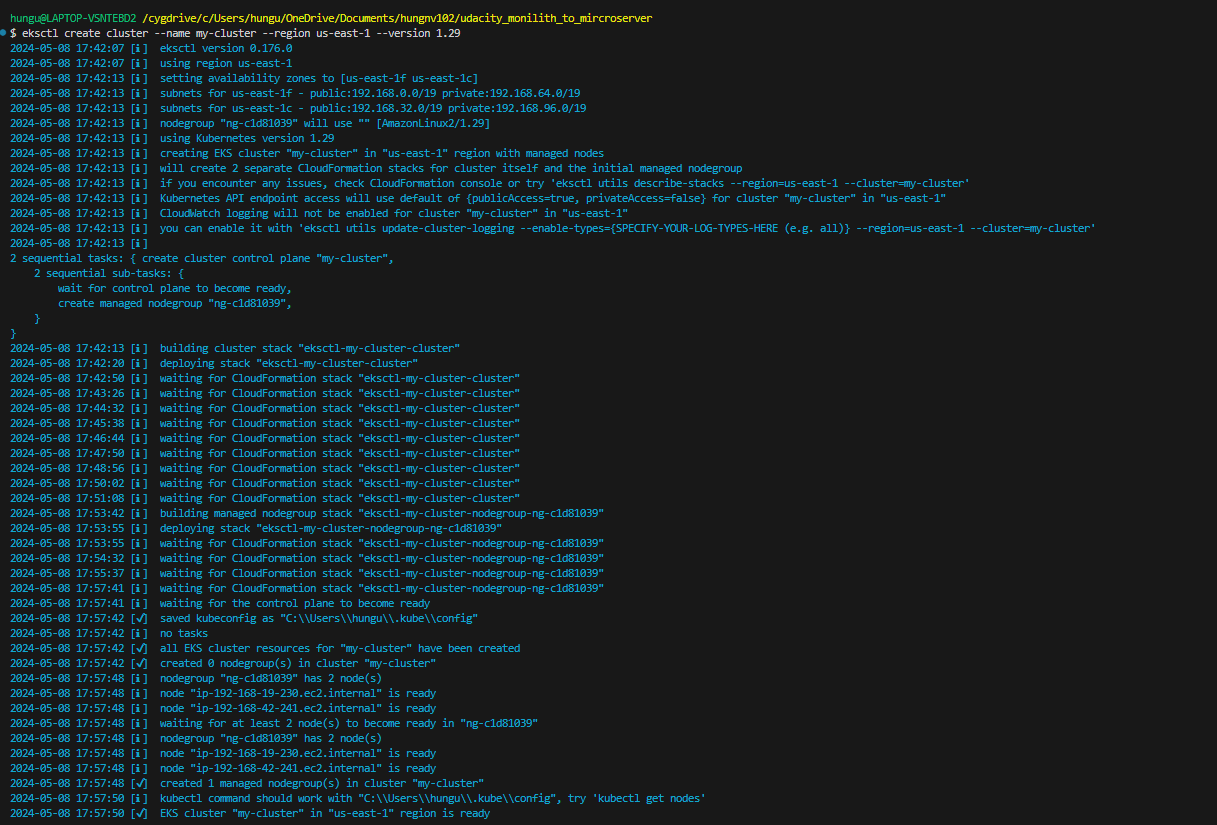 hungu@LAPTOP-VSNTEBD2 /cygdrive/c/Users/hungu/OneDrive/Documents/hungnv102/udacity_monilith_to_mircroserver
$ eksctl create cluster --name my-cluster --region us-east-1 --version 1.29
2024-05-08 17:42:07 [ℹ]  eksctl version 0.176.0
2024-05-08 17:42:07 [ℹ]  using region us-east-1
2024-05-08 17:42:13 [ℹ]  setting availability zones to [us-east-1f us-east-1c]
2024-05-08 17:42:13 [ℹ]  subnets for us-east-1f - public:192.168.0.0/19 private:192.168.64.0/19
2024-05-08 17:42:13 [ℹ]  subnets for us-east-1c - public:192.168.32.0/19 private:192.168.96.0/19
2024-05-08 17:42:13 [ℹ]  nodegroup "ng-c1d81039" will use "" [AmazonLinux2/1.29]
2024-05-08 17:42:13 [ℹ]  using Kubernetes version 1.29
2024-05-08 17:42:13 [ℹ]  creating EKS cluster "my-cluster" in "us-east-1" region with managed nodes
2024-05-08 17:42:13 [ℹ]  will create 2 separate CloudFormation stacks for cluster itself and the initial managed nodegroup
2024-05-08 17:42:13 [ℹ]  if you encounter any issues, check CloudFormation console or try 'eksctl utils describe-stacks --region=us-east-1 --cluster=my-cluster'
2024-05-08 17:42:13 [ℹ]  Kubernetes API endpoint access will use default of {publicAccess=true, privateAccess=false} for cluster "my-cluster" in "us-east-1"
2024-05-08 17:42:13 [ℹ]  CloudWatch logging will not be enabled for cluster "my-cluster" in "us-east-1"
2024-05-08 17:42:13 [ℹ]  you can enable it with 'eksctl utils update-cluster-logging --enable-types={SPECIFY-YOUR-LOG-TYPES-HERE (e.g. all)} --region=us-east-1 --cluster=my-cluster'
2024-05-08 17:42:13 [ℹ]
2 sequential tasks: { create cluster control plane "my-cluster",
    2 sequential sub-tasks: {
        wait for control plane to become ready,
        create managed nodegroup "ng-c1d81039",
    }
}
2024-05-08 17:42:13 [ℹ]  building cluster stack "eksctl-my-cluster-cluster"
2024-05-08 17:42:20 [ℹ]  deploying stack "eksctl-my-cluster-cluster"
2024-05-08 17:42:50 [ℹ]  waiting for CloudFormation stack "eksctl-my-cluster-cluster"
2024-05-08 17:43:26 [ℹ]  waiting for CloudFormation stack "eksctl-my-cluster-cluster"
2024-05-08 17:44:32 [ℹ]  waiting for CloudFormation stack "eksctl-my-cluster-cluster"
2024-05-08 17:45:38 [ℹ]  waiting for CloudFormation stack "eksctl-my-cluster-cluster"
2024-05-08 17:46:44 [ℹ]  waiting for CloudFormation stack "eksctl-my-cluster-cluster"
2024-05-08 17:47:50 [ℹ]  waiting for CloudFormation stack "eksctl-my-cluster-cluster"
2024-05-08 17:48:56 [ℹ]  waiting for CloudFormation stack "eksctl-my-cluster-cluster"
2024-05-08 17:50:02 [ℹ]  waiting for CloudFormation stack "eksctl-my-cluster-cluster"
2024-05-08 17:51:08 [ℹ]  waiting for CloudFormation stack "eksctl-my-cluster-cluster"
2024-05-08 17:53:42 [ℹ]  building managed nodegroup stack "eksctl-my-cluster-nodegroup-ng-c1d81039"
2024-05-08 17:53:55 [ℹ]  deploying stack "eksctl-my-cluster-nodegroup-ng-c1d81039"
2024-05-08 17:53:55 [ℹ]  waiting for CloudFormation stack "eksctl-my-cluster-nodegroup-ng-c1d81039"
2024-05-08 17:54:32 [ℹ]  waiting for CloudFormation stack "eksctl-my-cluster-nodegroup-ng-c1d81039"
2024-05-08 17:55:37 [ℹ]  waiting for CloudFormation stack "eksctl-my-cluster-nodegroup-ng-c1d81039"
2024-05-08 17:57:41 [ℹ]  waiting for CloudFormation stack "eksctl-my-cluster-nodegroup-ng-c1d81039"
2024-05-08 17:57:41 [ℹ]  waiting for the control plane to become ready
2024-05-08 17:57:42 [✔]  saved kubeconfig as "C:\\Users\\hungu\\.kube\\config"
2024-05-08 17:57:42 [ℹ]  no tasks
2024-05-08 17:57:42 [✔]  all EKS cluster resources for "my-cluster" have been created
2024-05-08 17:57:42 [✔]  created 0 nodegroup(s) in cluster "my-cluster"
2024-05-08 17:57:48 [ℹ]  nodegroup "ng-c1d81039" has 2 node(s)
2024-05-08 17:57:48 [ℹ]  node "ip-192-168-19-230.ec2.internal" is ready
2024-05-08 17:57:48 [ℹ]  node "ip-192-168-42-241.ec2.internal" is ready
2024-05-08 17:57:48 [ℹ]  waiting for at least 2 node(s) to become ready in "ng-c1d81039"
2024-05-08 17:57:48 [ℹ]  nodegroup "ng-c1d81039" has 2 node(s)
2024-05-08 17:57:48 [ℹ]  node "ip-192-168-19-230.ec2.internal" is ready
2024-05-08 17:57:48 [ℹ]  node "ip-192-168-42-241.ec2.internal" is ready
2024-05-08 17:57:48 [✔]  created 1 managed nodegroup(s) in cluster "my-cluster"
2024-05-08 17:57:50 [ℹ]  kubectl command should work with "C:\\Users\\hungu\\.kube\\config", try 'kubectl get nodes'
2024-05-08 17:57:50 [✔]  EKS cluster "my-cluster" in "us-east-1" region is ready